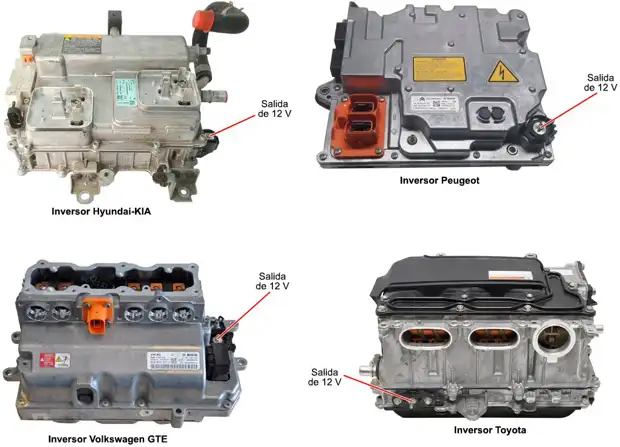 Salida
de 12 V
Inversor Hyundai-KIA
Salida
de 12 V
Inversor Peugeot
Salida
de 12 V
Inversor Volkswagen GTE
Salida
de 12 V
Inversor Toyota